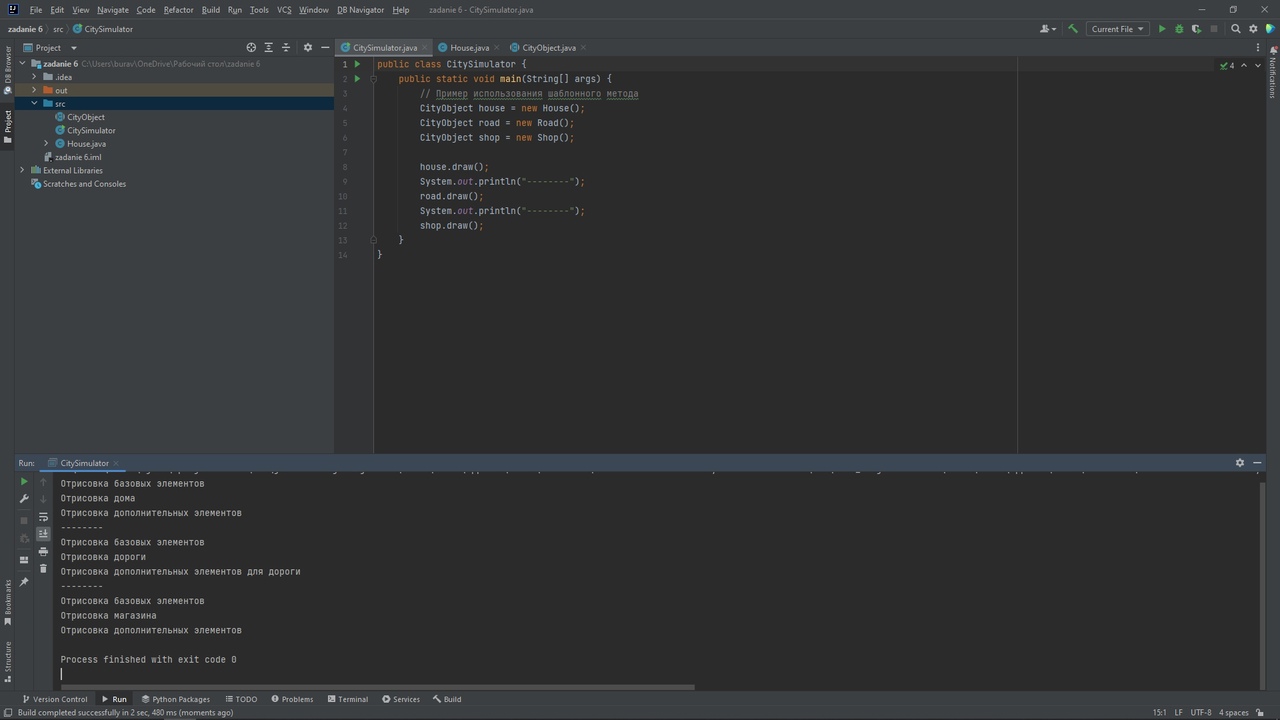 File Edit View Navigate Code Refactor Build Run Tools VCS Window DB Navigator Help zadanie 6 - CitySimulator.java
zadanie 6 src CitySimulator
Current File
Project
CitySimulator.java House.java CityObject.java
DB Browser
Project
Bookmarks
Structure
Notifications
zadanie 6 C:\Users\burav\OneDrive\Рабочий стол\zadanie 6
.idea
out
src
CityObject
CitySimulator
House.java
zadanie 6.iml
External Libraries
Scratches and Consoles
4
1 public class CitySimulator {
2 public static void main(String[] args) {
3 // Пример использования шаблонного метода
4 CityObject house = new House();
5 CityObject road = new Road();
6 CityObject shop = new Shop();
7
8 house.draw();
9 System.out.println("--------");
10 road.draw();
11 System.out.println("--------");
12 shop.draw();
13 }
14 }
Run: CitySimulator
Отрисовка базовых элементов
Отрисовка дома
Отрисовка дополнительных элементов
--------
Отрисовка базовых элементов
Отрисовка дороги
Отрисовка дополнительных элементов для дороги
--------
Отрисовка базовых элементов
Отрисовка магазина
Отрисовка дополнительных элементов
Process finished with exit code 0
Version Control Run Python Packages TODO Problems Terminal Services Build
Build completed successfully in 2 sec, 480 ms (moments ago) 15:1 LF UTF-8 4 spaces